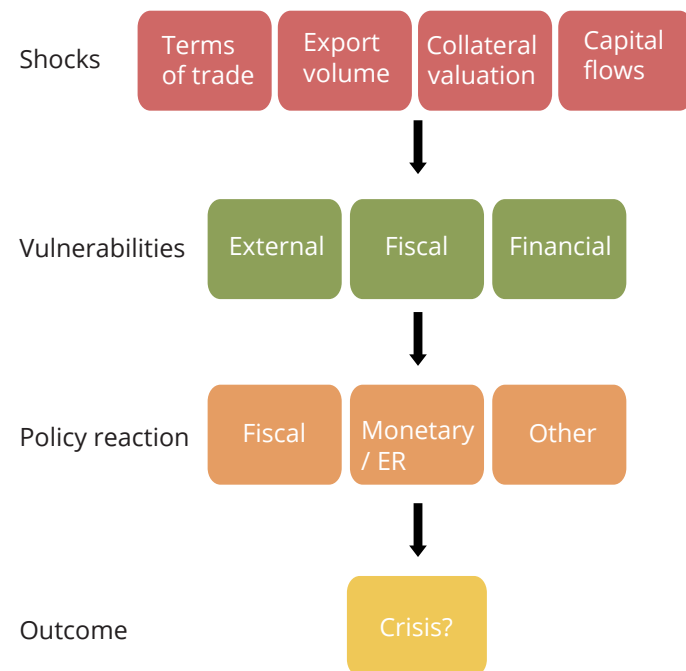 Shocks
Terms
of trade
Export
volume
Collateral
valuation
Capital
flows
Vulnerabilities
External
Fiscal
Financial
Policy reaction
Fiscal
Monetary
/ ER
Other
Outcome
Crisis?